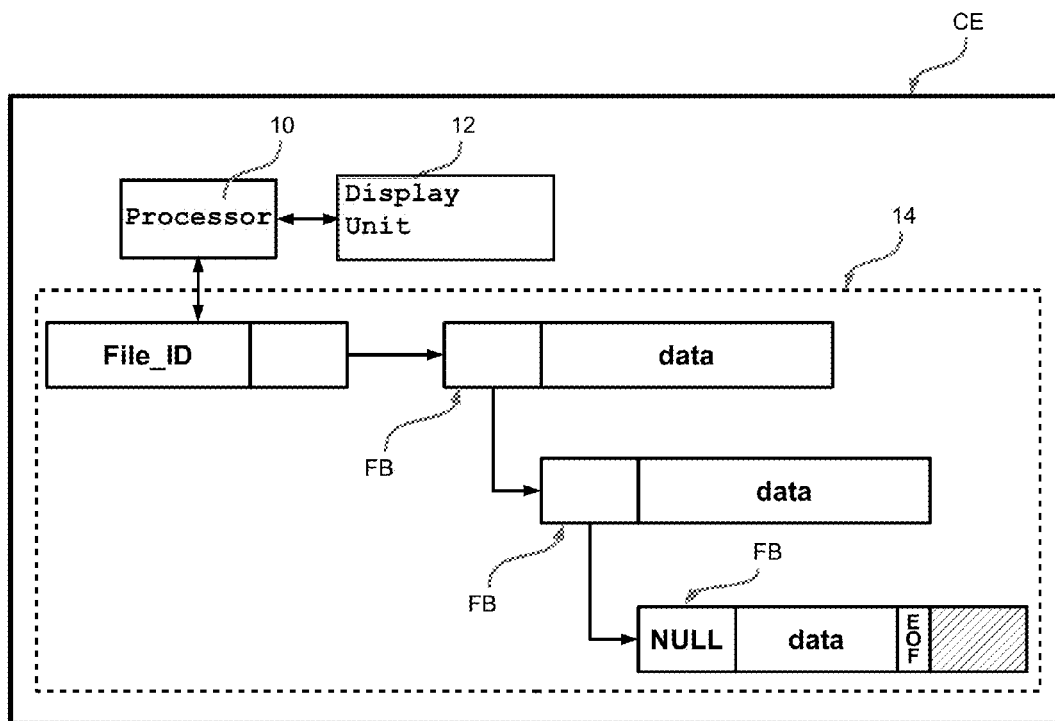 CE
10
12
Processor
Display
Unit
14
File_ID
data
FB
data
FB
FB
NULL
data
EOF